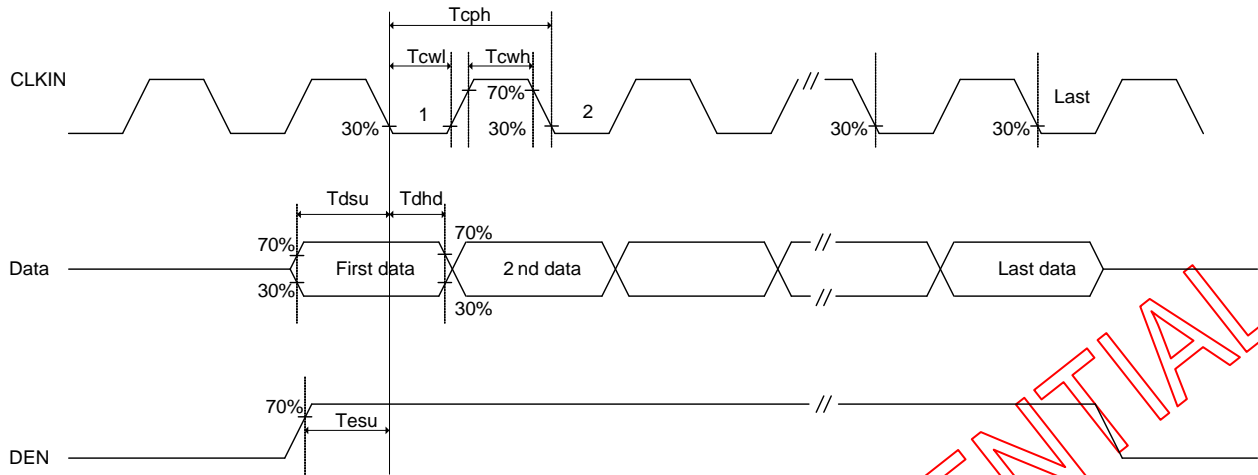 Tcph
Tcwl
Tcwh
CLKIN
70%
1
2
Last
30%
30%
30%
30%
Tdsu
Tdhd
70%
70%
Data
First data
2 nd data
Last data
30%
30%
70%
Tesu
DEN
ENTIAL